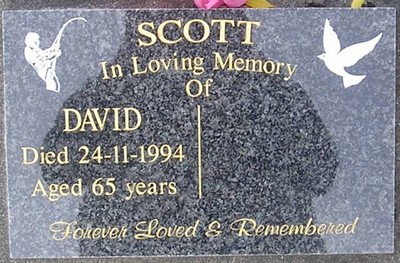 SCOTT
In Loving Memory
Of
DAVID
Died 24-11-1994
Aged 65 years
Forever Loved & Remembered